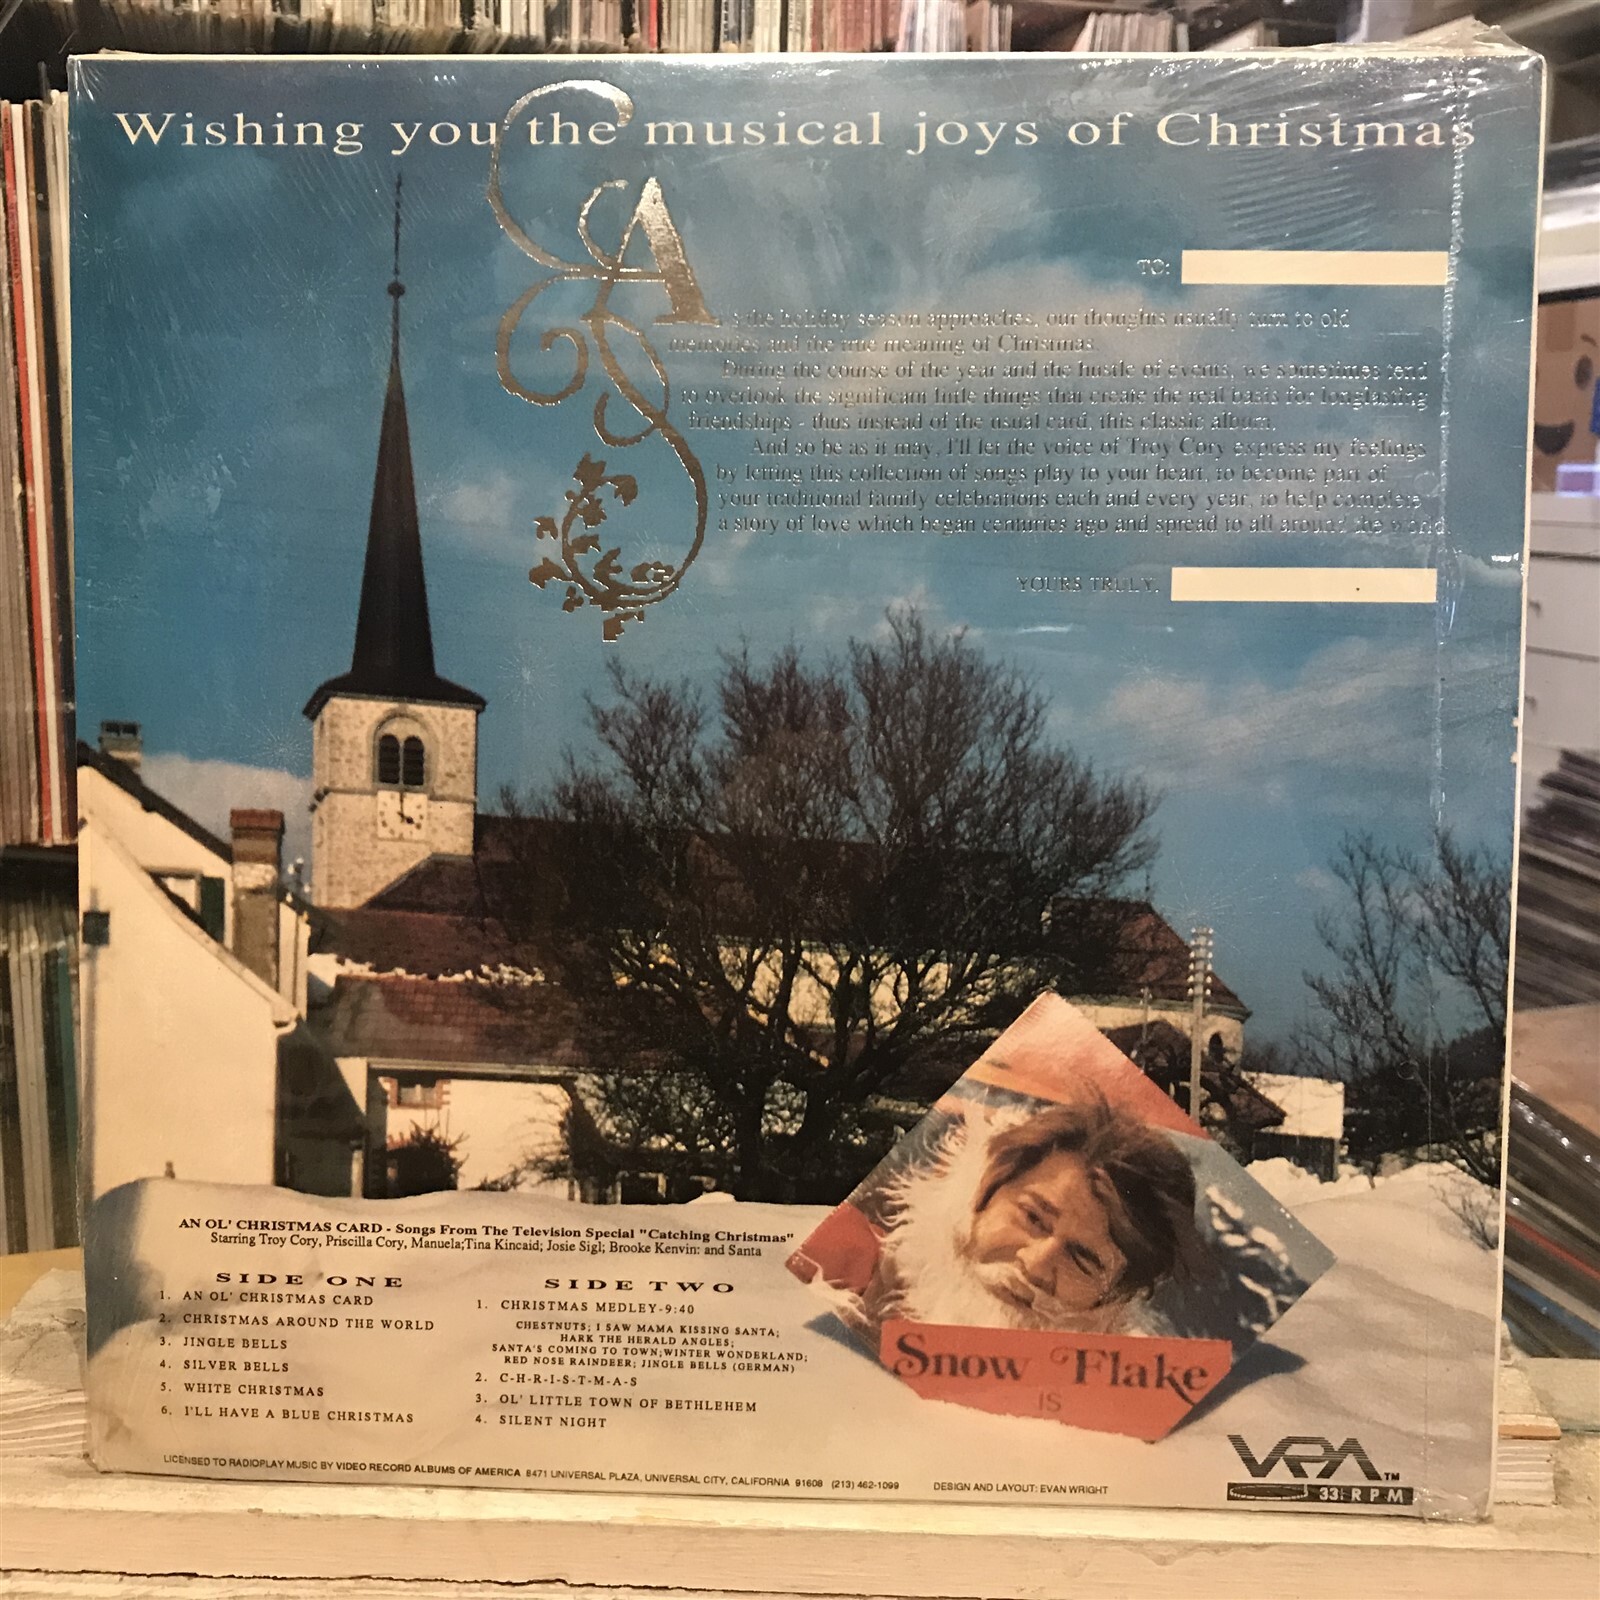 Wishing you the musical joys of Christmas
TO:
As the holiday season approaches, our thoughts usually turn to old
memories and the true meaning of Christmas.
During the course of the year and the hustle of events, we sometimes tend
to overlook the significant little things that create the real basis for longlasting
friendships - thus instead of the usual card, this classic album.
And so be as it may, I'll let the voice of Troy Cory express my feelings
by letting this collection of songs play to your heart, to become part of
your traditional family celebrations each and every year, to help complete
a story of love which began centuries ago and spread to all around the world
YOURS TRULY,
AN OL' CHRISTMAS CARD - Songs From The Television Special "Catching Christmas"
Starring Troy Cory, Priscilla Cory, Manuela;Tina Kincaid; Josie Sigl; Brooke Kenvin: and Santa
SIDE ONE
1. AN OL' CHRISTMAS CARD
2. CHRISTMAS AROUND THE WORLD
3. JINGLE BELLS
4. SILVER BELLS
5. WHITE CHRISTMAS
6. I'LL HAVE A BLUE CHRISTMAS
SIDE TWO
1. CHRISTMAS MEDLEY-9:40
CHESTNUTS; I SAW MAMA KISSING SANTA;
HARK THE HERALD ANGLES;
SANTA'S COMING TO TOWN;WINTER WONDERLAND;
RED NOSE RAINDEER; JINGLE BELLS (GERMAN)
2. C-H-R-I-S-T-M-A-S
3. OL' LITTLE TOWN OF BETHLEHEM
4. SILENT NIGHT
Snow Flake
IS
LICENSED TO RADIOPLAY MUSIC BY VIDEO RECORD ALBUMS OF AMERICA 8471 UNIVERSAL PLAZA, UNIVERSAL CITY, CALIFORNIA 91608 (213) 462-1099
DESIGN AND LAYOUT: EVAN WRIGHT
VRA TM
33⅓ RPM